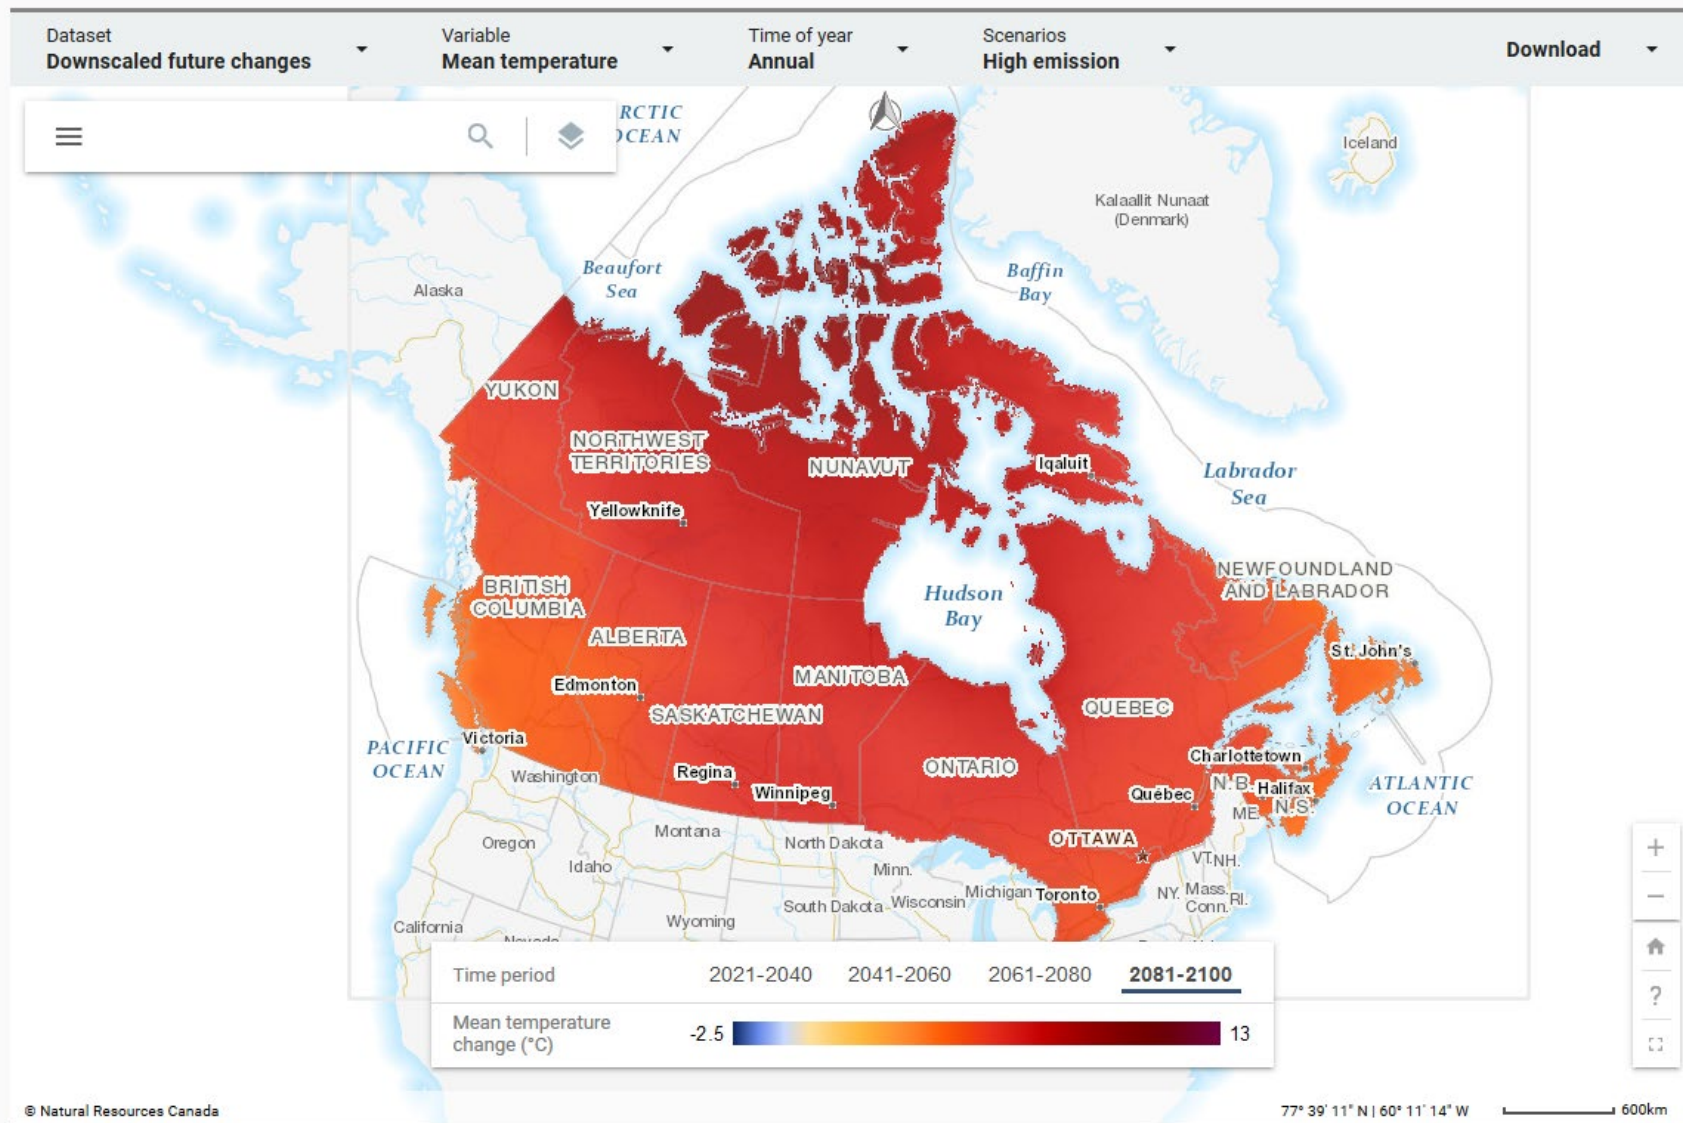 Dataset
Downscaled future changes
Variable
Mean temperature
Time of year
Annual
Scenarios
High emission
Download
RCTIC
OCEAN
Iceland
Kalaallit Nunaat
(Denmark)
Beaufort
Sea
Baffin
Bay
Alaska
YUKON
NORTHWEST
TERRITORIES
NUNAVUT
Iqaluit
Labrador
Sea
Yellowknife
BRITISH
COLUMBIA
Hudson
Bay
NEWFOUNDLAND
AND LABRADOR
ALBERTA
St. John's
Edmonton
MANITOBA
SASKATCHEWAN
QUEBEC
PACIFIC
OCEAN
Victoria
Washington
Regina
Winnipeg
ONTARIO
Charlottetown
Québec
N.B.
Halifax
N.S.
ME.
ATLANTIC
OCEAN
Montana
North Dakota
OTTAWA
Oregon
Idaho
Minn.
VT.
NH.
Michigan
Toronto
NY.
Mass.
Conn.
RI.
South Dakota
Wisconsin
Wyoming
California
Nevada
Time period
2021-2040
2041-2060
2061-2080
2081-2100
Mean temperature
change (°C)
-2.5
13
+
−
?
© Natural Resources Canada
77° 39' 11" N | 60° 11' 14" W
600km